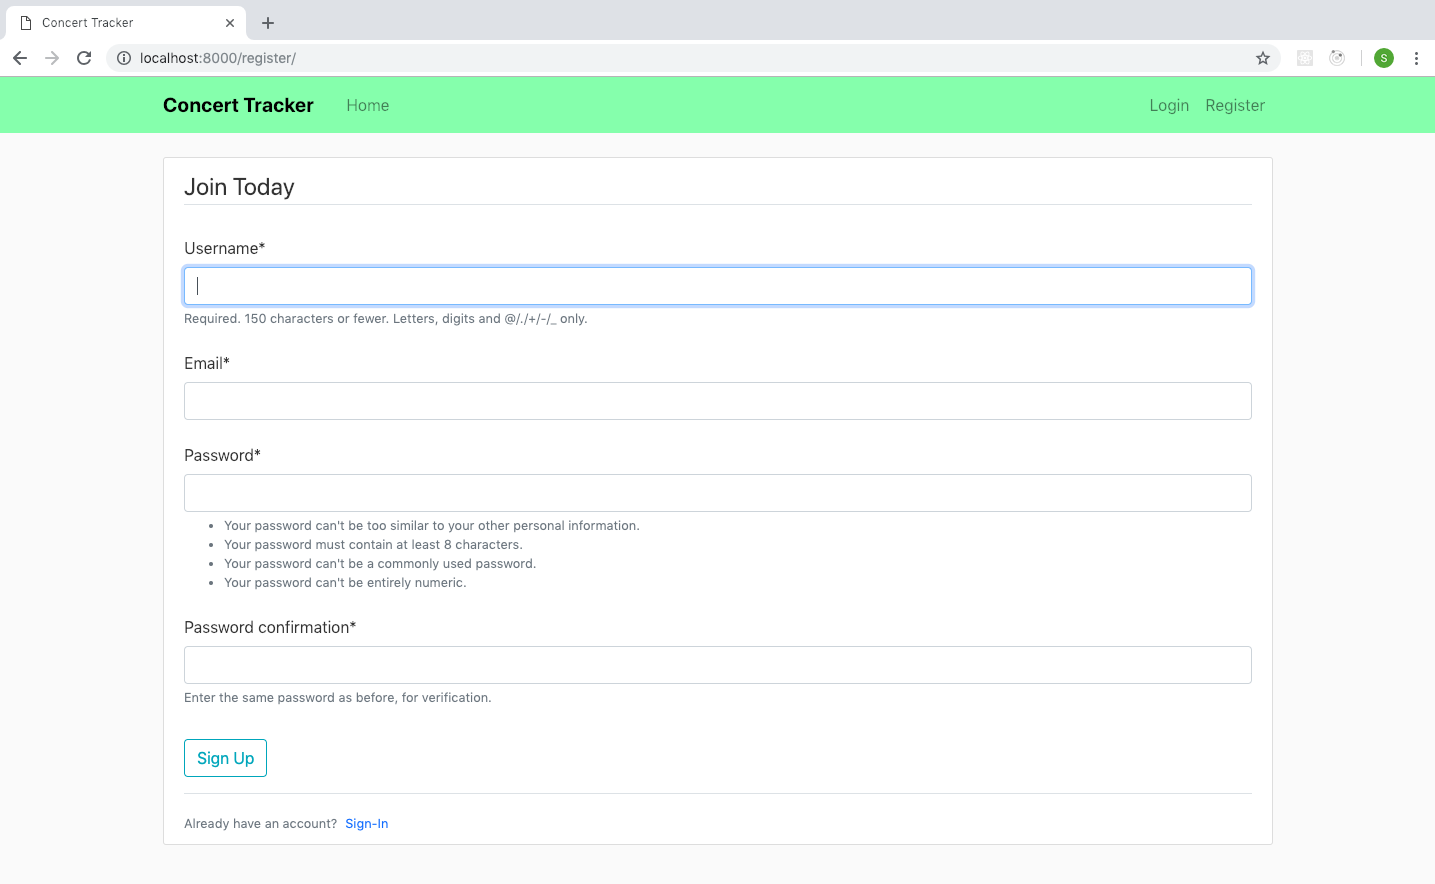 Concert Tracker
localhost:8000/register/
S
Concert Tracker Home Login Register
Join Today
Username*
Required. 150 characters or fewer. Letters, digits and @/./+/-/_ only.
Email*
Password*
Your password can't be too similar to your other personal information.
Your password must contain at least 8 characters.
Your password can't be a commonly used password.
Your password can't be entirely numeric.
Password confirmation*
Enter the same password as before, for verification.
Sign Up
Already have an account? Sign-In